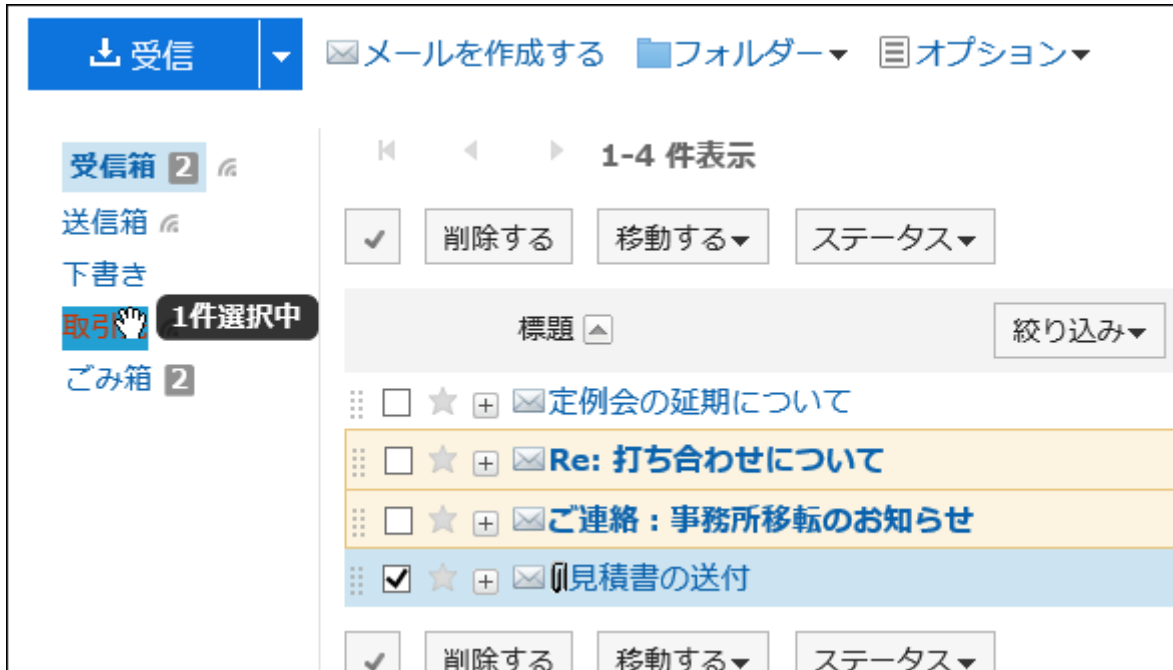 受信 メールを作成する フォルダー オプション
受信箱 2
送信箱
下書き
取引
1件選択中
ごみ箱 2
1-4 件表示
削除する 移動する ステータス
標題 絞り込み
定例会の延期について
Re: 打ち合わせについて
ご連絡：事務所移転のお知らせ
見積書の送付
削除する 移動する ステータス